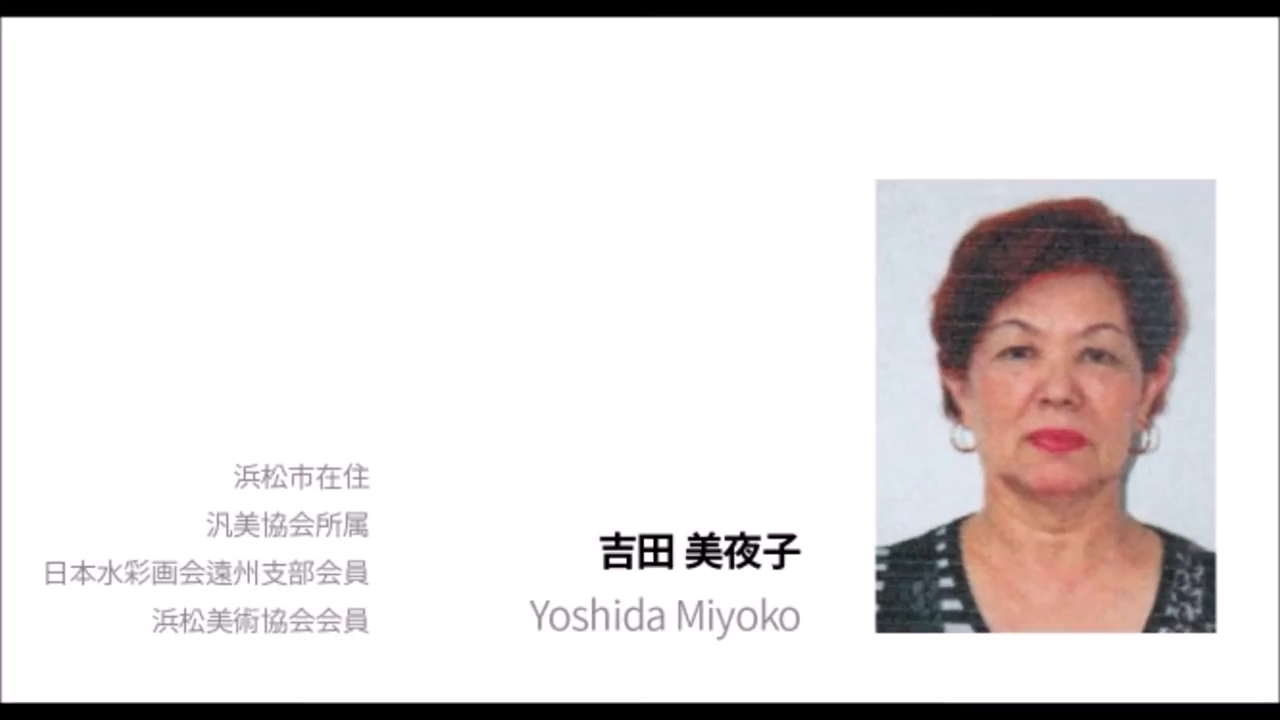 浜松市在住
汎美協会所属
日本水彩画会遠州支部会員
浜松美術協会会員
吉田 美夜子
Yoshida Miyoko